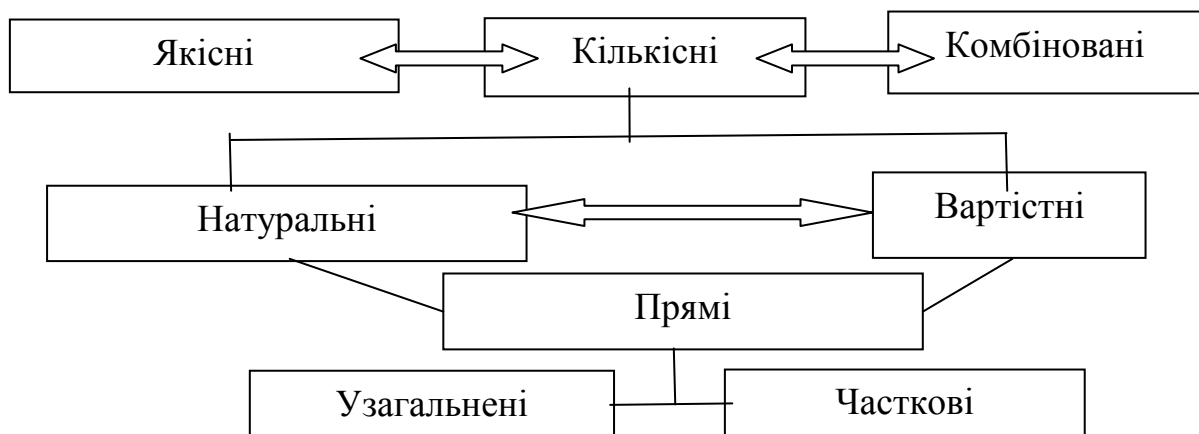 Якісні
Кількісні
Комбіновані
Натуральні
Вартістні
Прямі
Узагальнені
Часткові